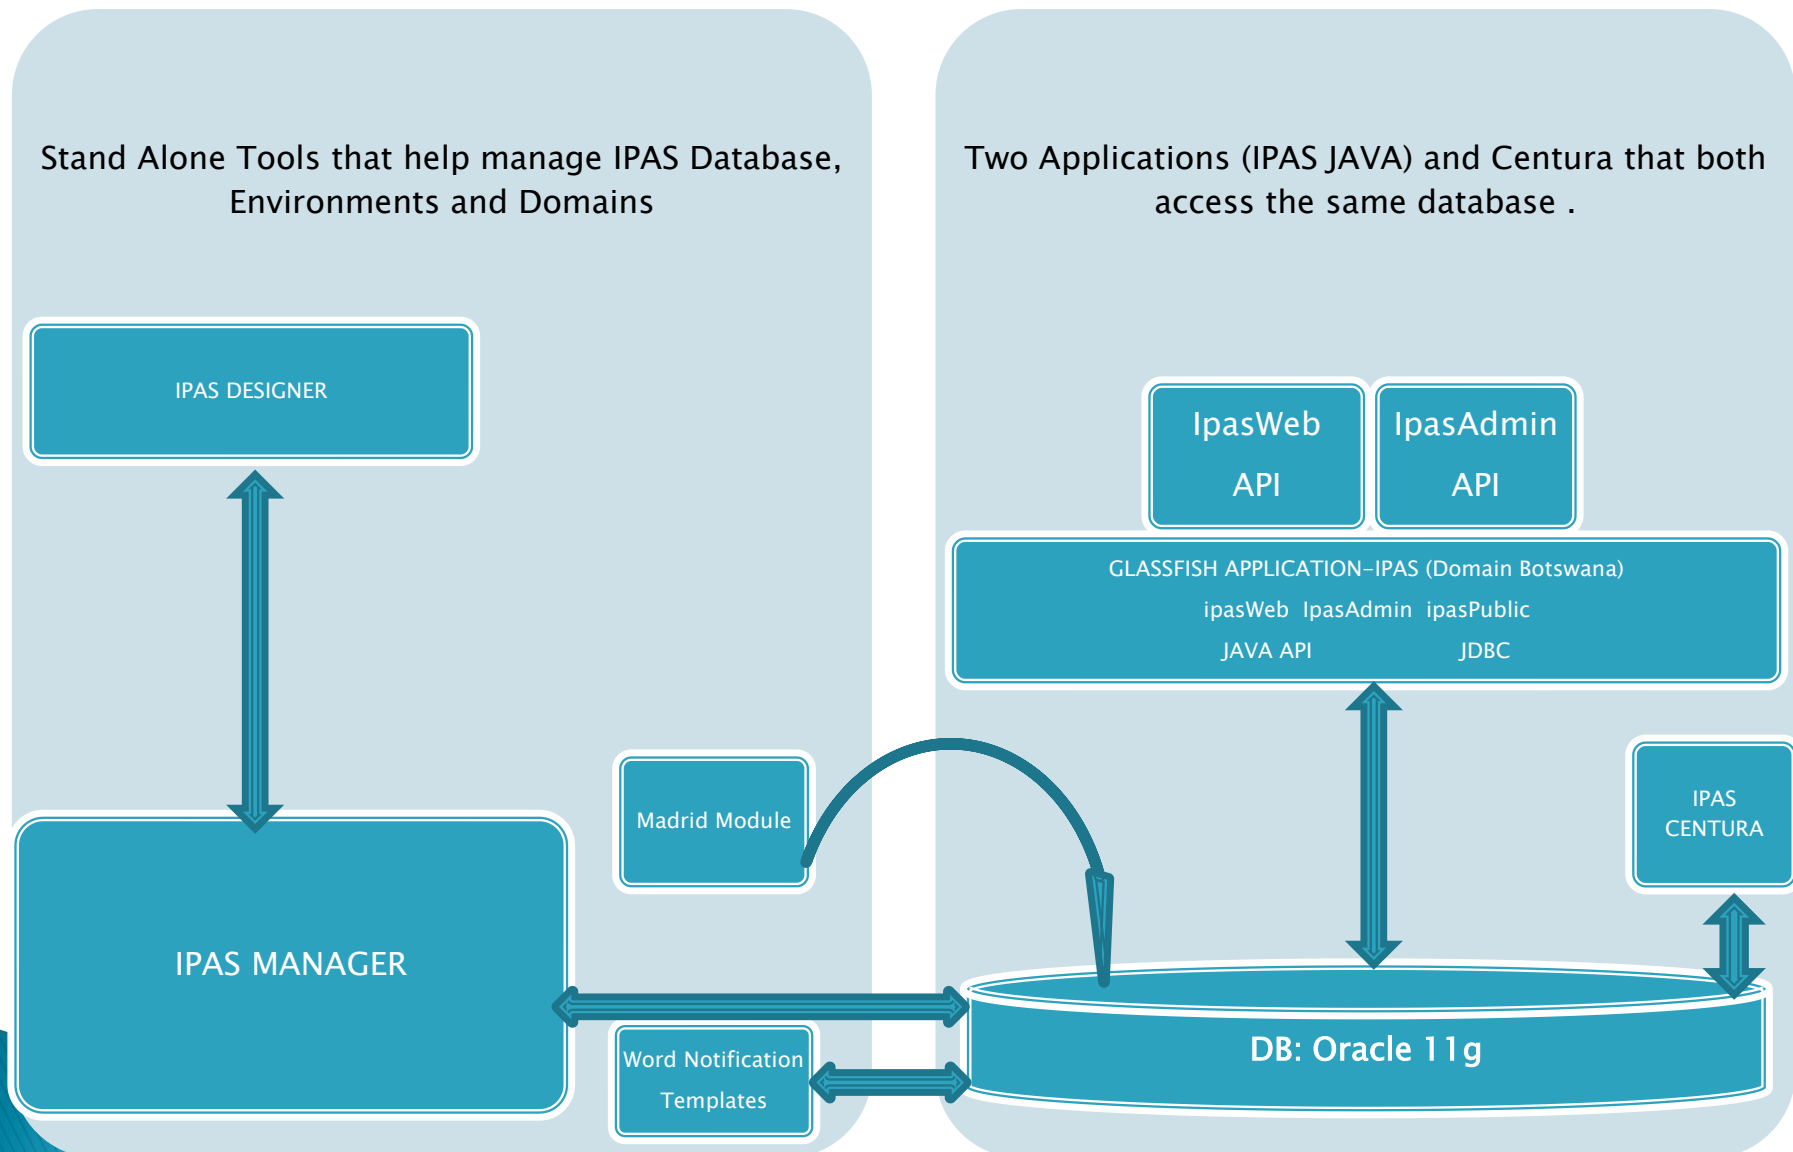 Stand Alone Tools that help manage IPAS Database,
Environments and Domains
IPAS DESIGNER
Madrid Module
IPAS MANAGER
Word Notification
Templates
Two Applications (IPAS JAVA) and Centura that both
access the same database .
IpasWeb
API
IpasAdmin
API
GLASSFISH APPLICATION-IPAS (Domain Botswana)
ipasWeb IpasAdmin ipasPublic
JAVA API JDBC
IPAS
CENTURA
DB: Oracle 11g